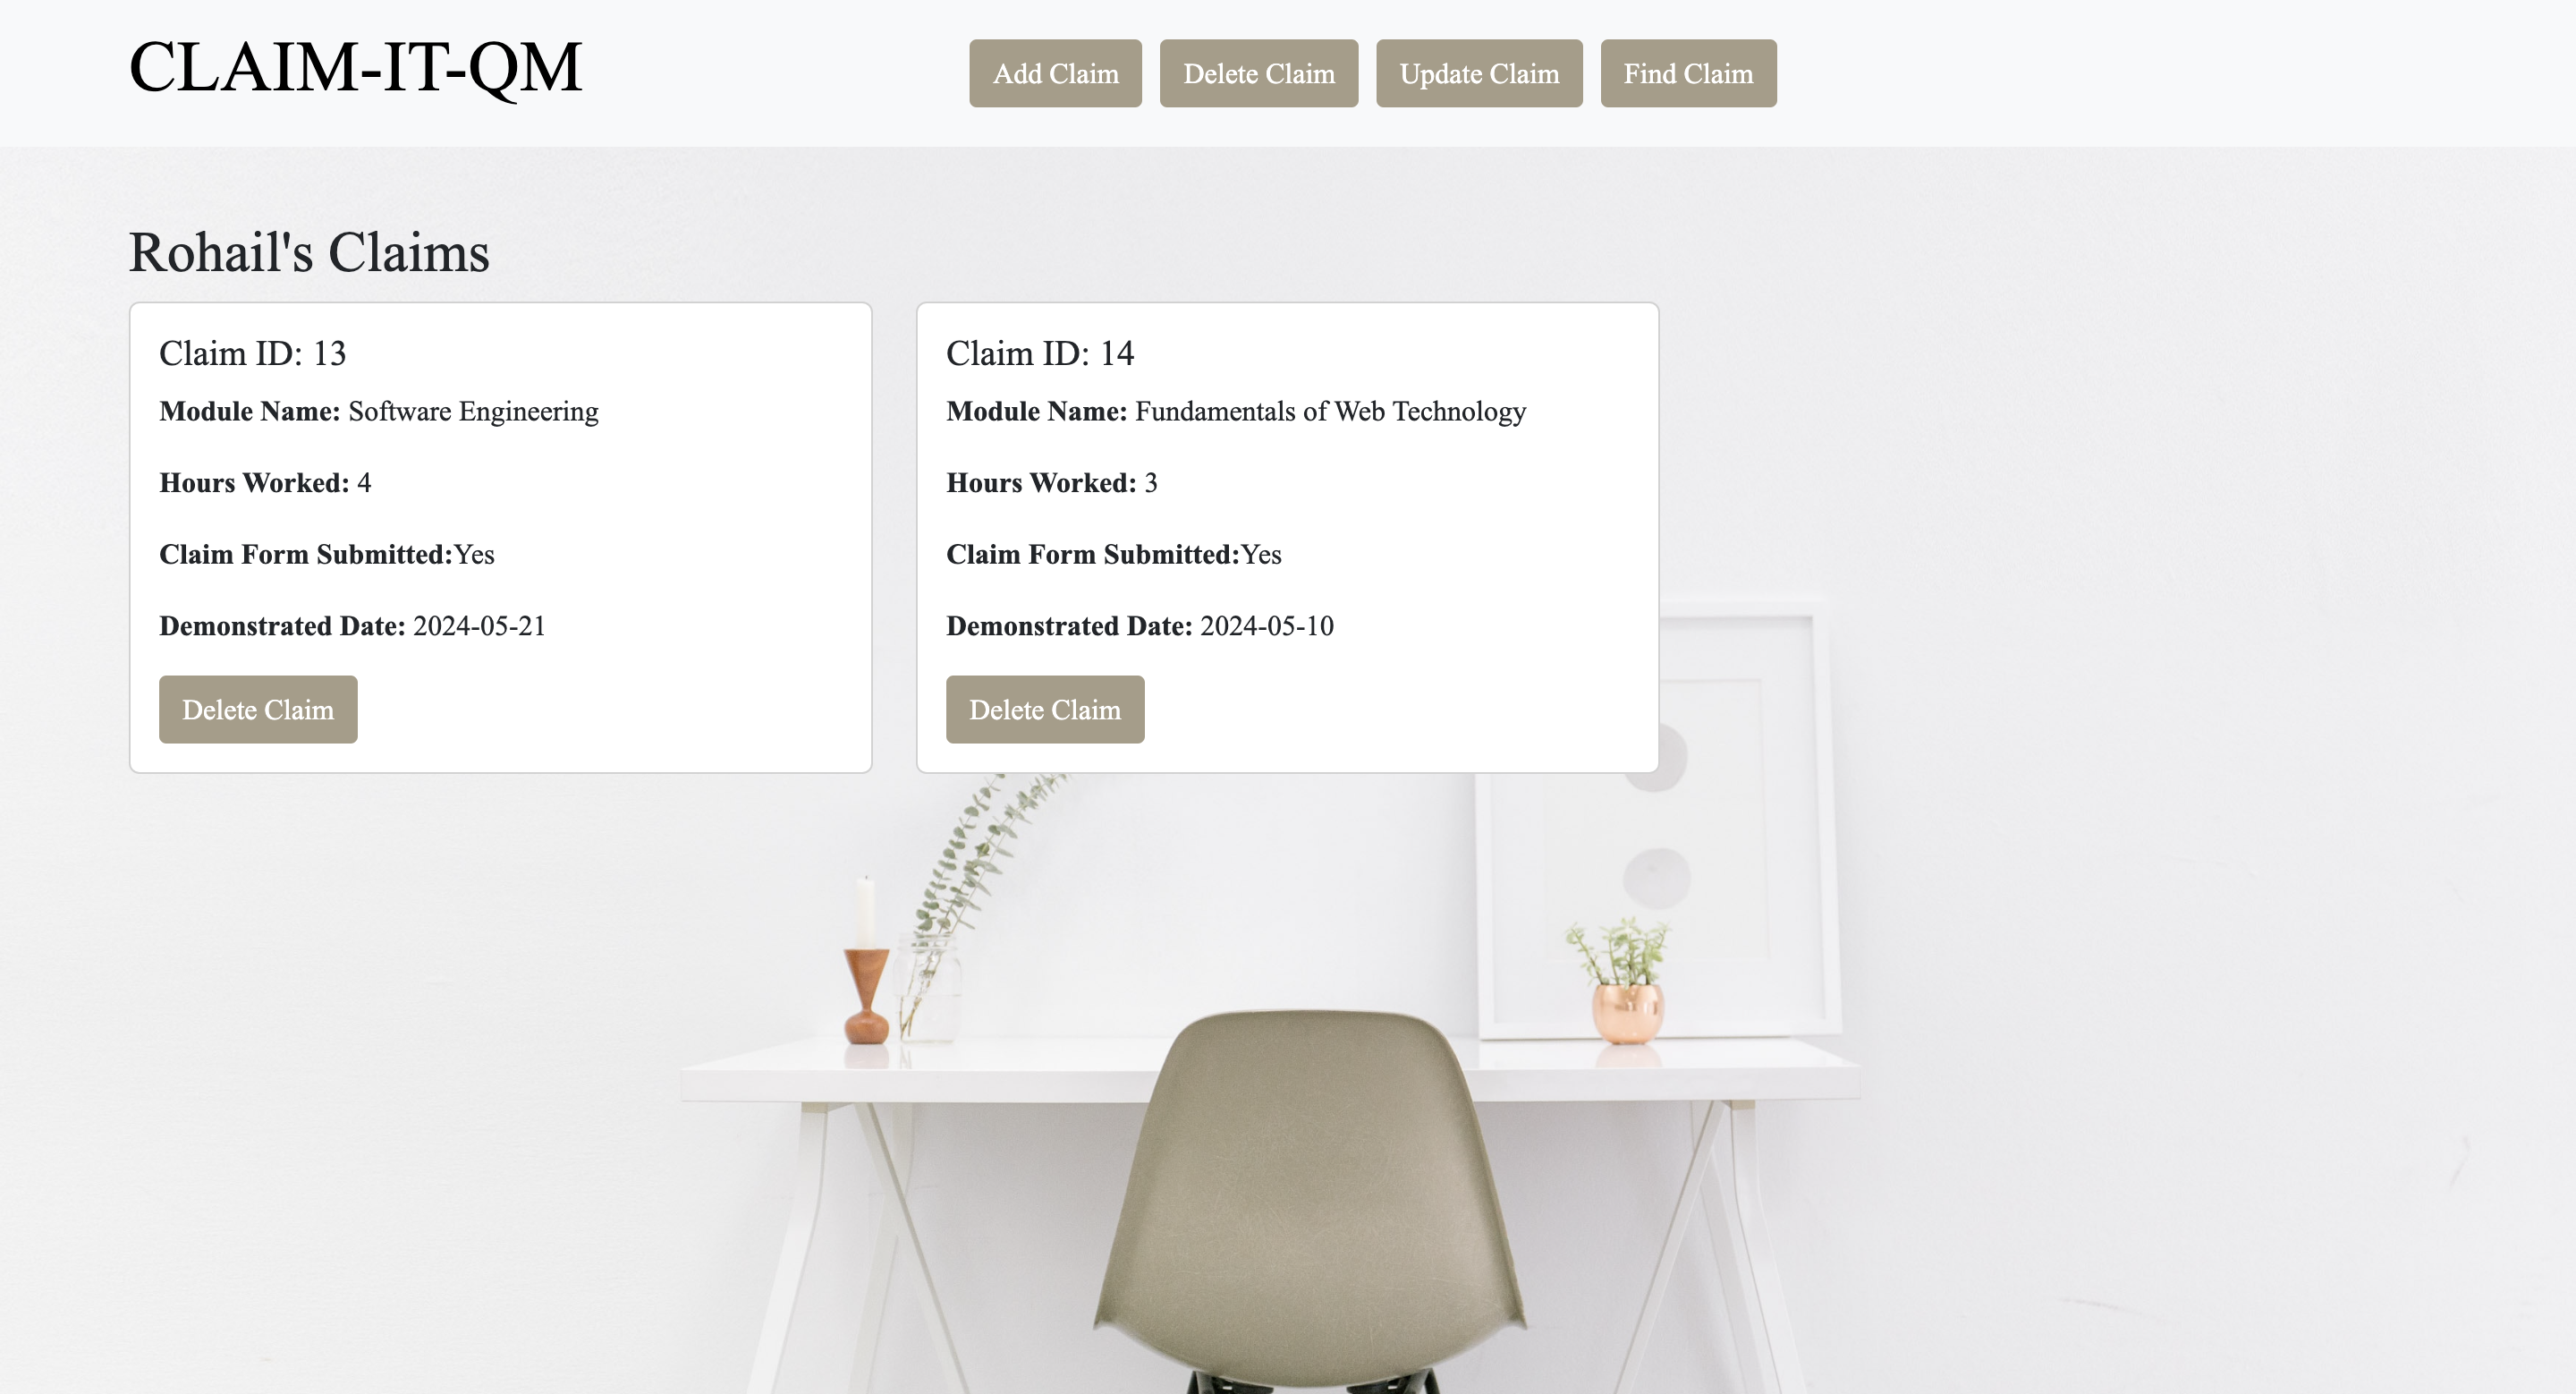 CLAIM-IT-QM
Add Claim Delete Claim Update Claim Find Claim
Rohail's Claims
Claim ID: 13
Module Name: Software Engineering
Hours Worked: 4
Claim Form Submitted:Yes
Demonstrated Date: 2024-05-21
Delete Claim
Claim ID: 14
Module Name: Fundamentals of Web Technology
Hours Worked: 3
Claim Form Submitted:Yes
Demonstrated Date: 2024-05-10
Delete Claim